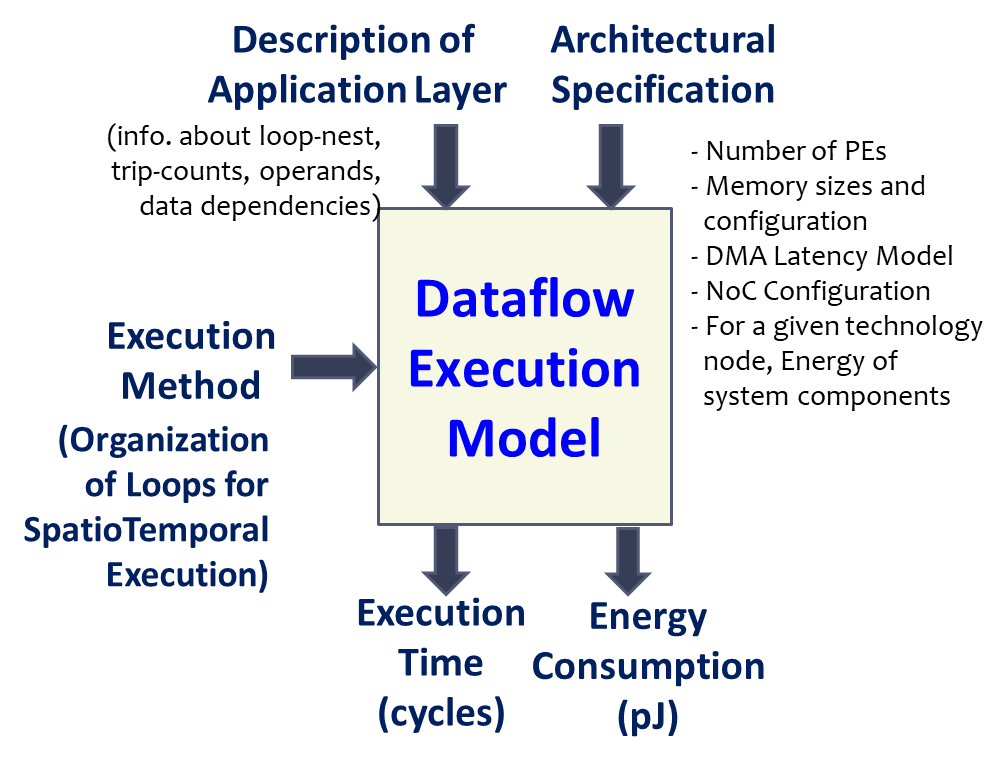 Description of
Application Layer
(info. about loop-nest,
trip-counts, operands,
data dependencies)
Architectural
Specification
- Number of PEs
- Memory sizes and
configuration
- DMA Latency Model
- NoC Configuration
- For a given technology
node, Energy of
system components
Execution
Method
(Organization
of Loops for
SpatioTemporal
Execution)
Dataflow
Execution
Model
Execution
Time
(cycles)
Energy
Consumption
(pJ)